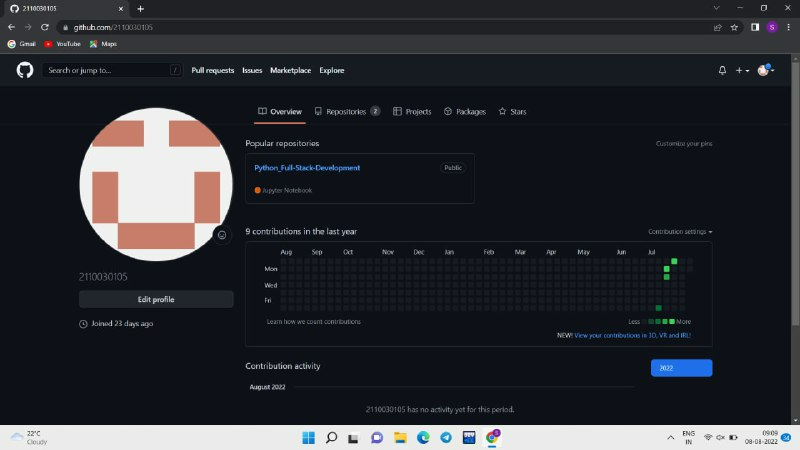 2110030105
github.com/2110030105
Gmail
YouTube
Maps
Search or jump to...
/
Pull requests
Issues
Marketplace
Explore
Overview
Repositories 2
Projects
Packages
Stars
Popular repositories
Customize your pins
Python_Full-Stack-Development
Public
Jupyter Notebook
9 contributions in the last year
Contribution settings
Aug Sep Oct Nov Dec Jan Feb Mar Apr May Jun Jul
Mon
Wed
Fri
Learn how we count contributions
Less
More
NEW! View your contributions in 3D, VR and IRL!
2110030105
Edit profile
Joined 23 days ago
Contribution activity
2022
August 2022
2110030105 has no activity yet for this period.
22°C
Cloudy
ENG
IN
09:09
08-08-2022